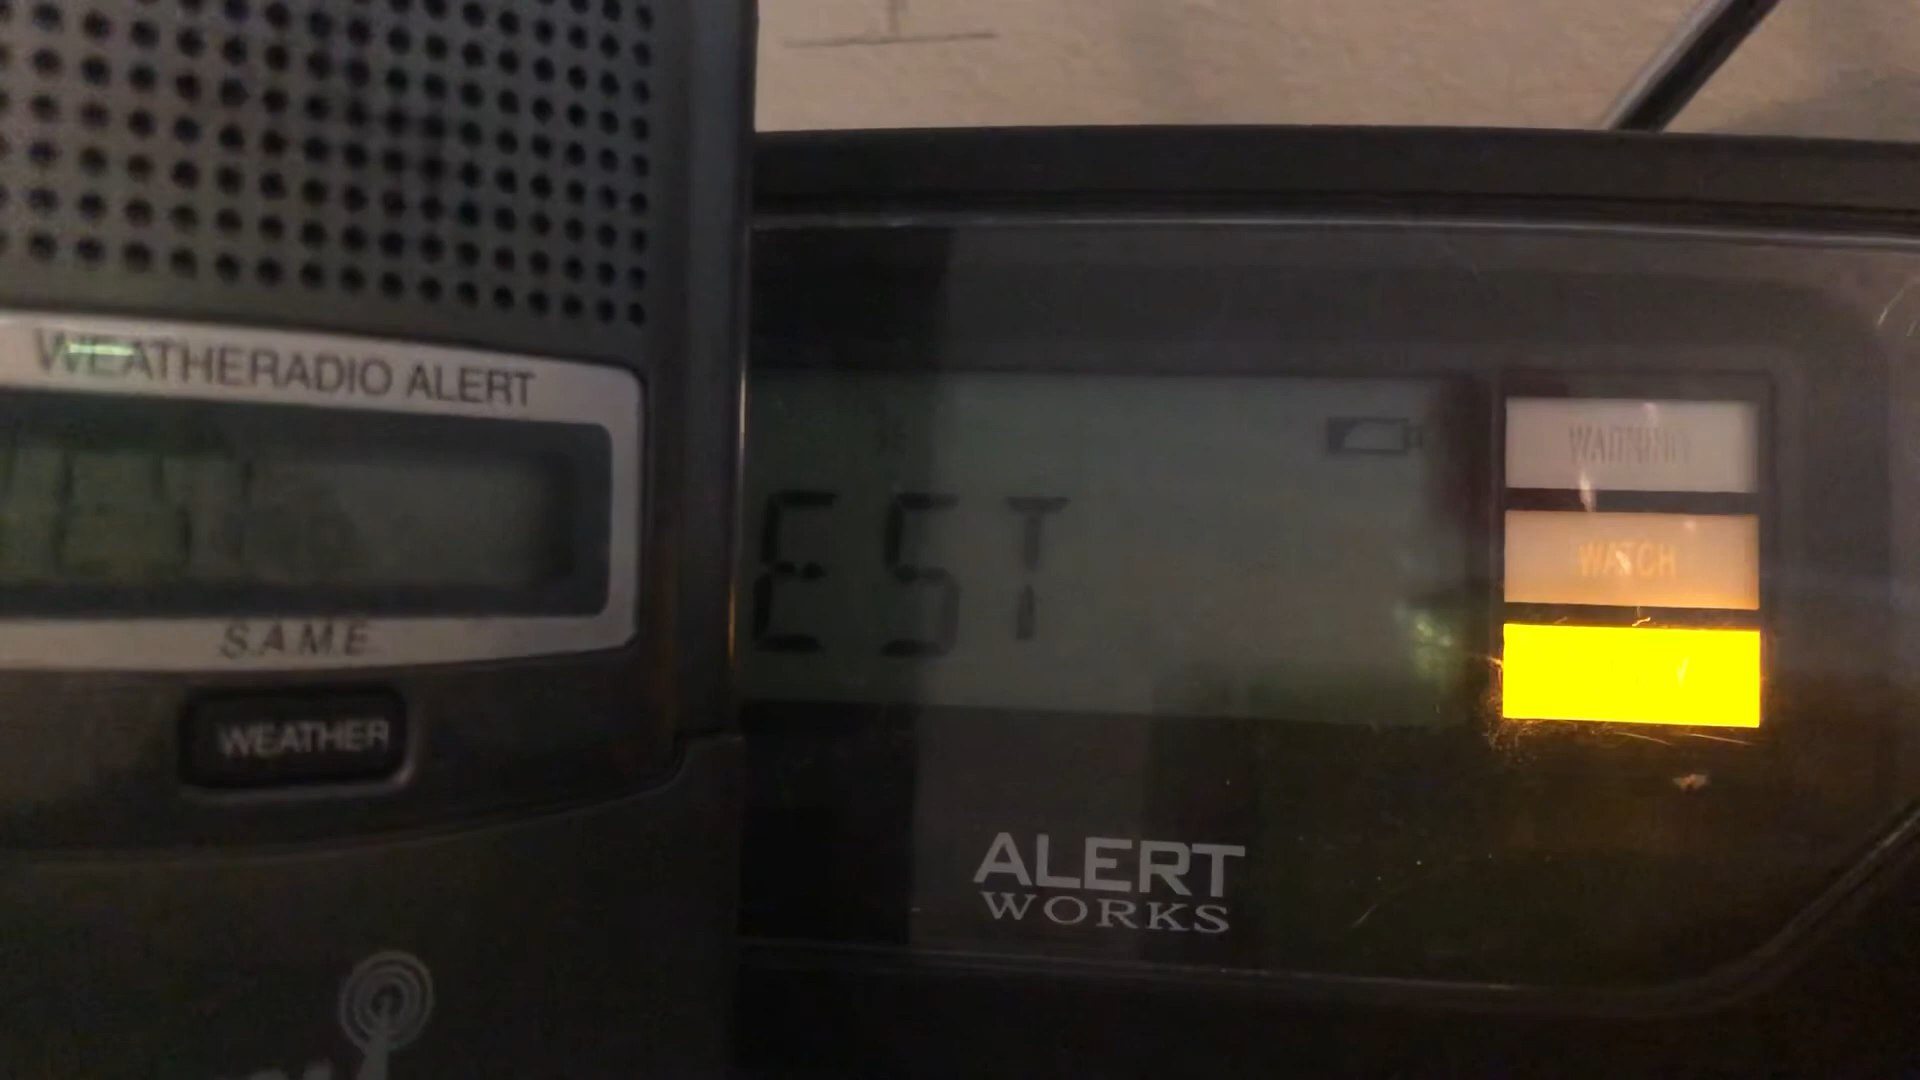 WEATHERADIO ALERT
S.A.M.E.
WEATHER
EST
WARNING
WATCH
ALERT
WORKS